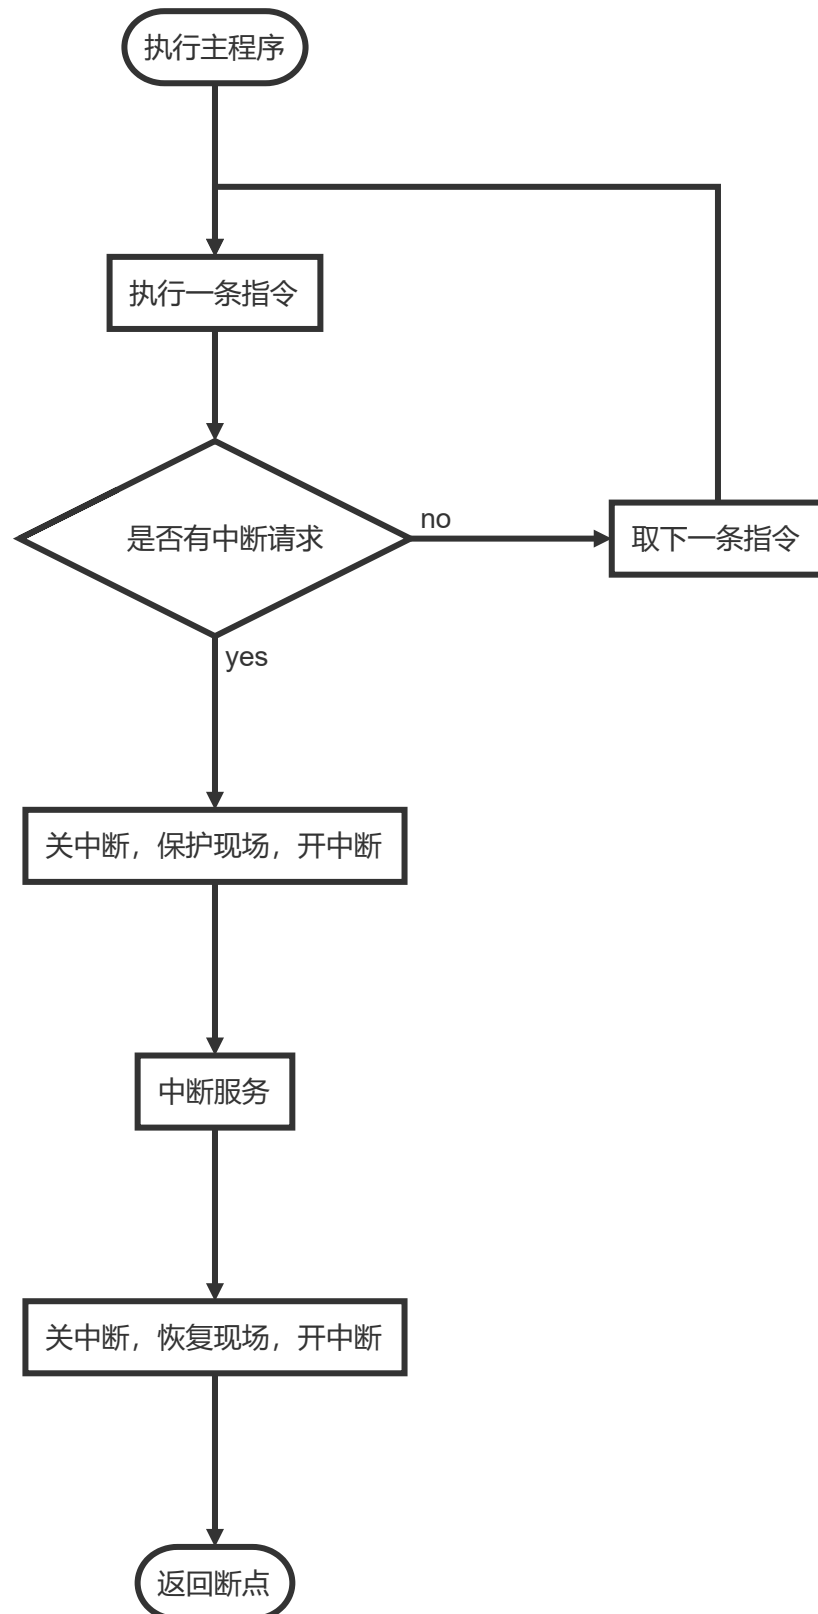 执行主程序
执行一条指令
是否有中断请求
no
取下一条指令
yes
关中断，保护现场，开中断
中断服务
关中断，恢复现场，开中断
返回断点